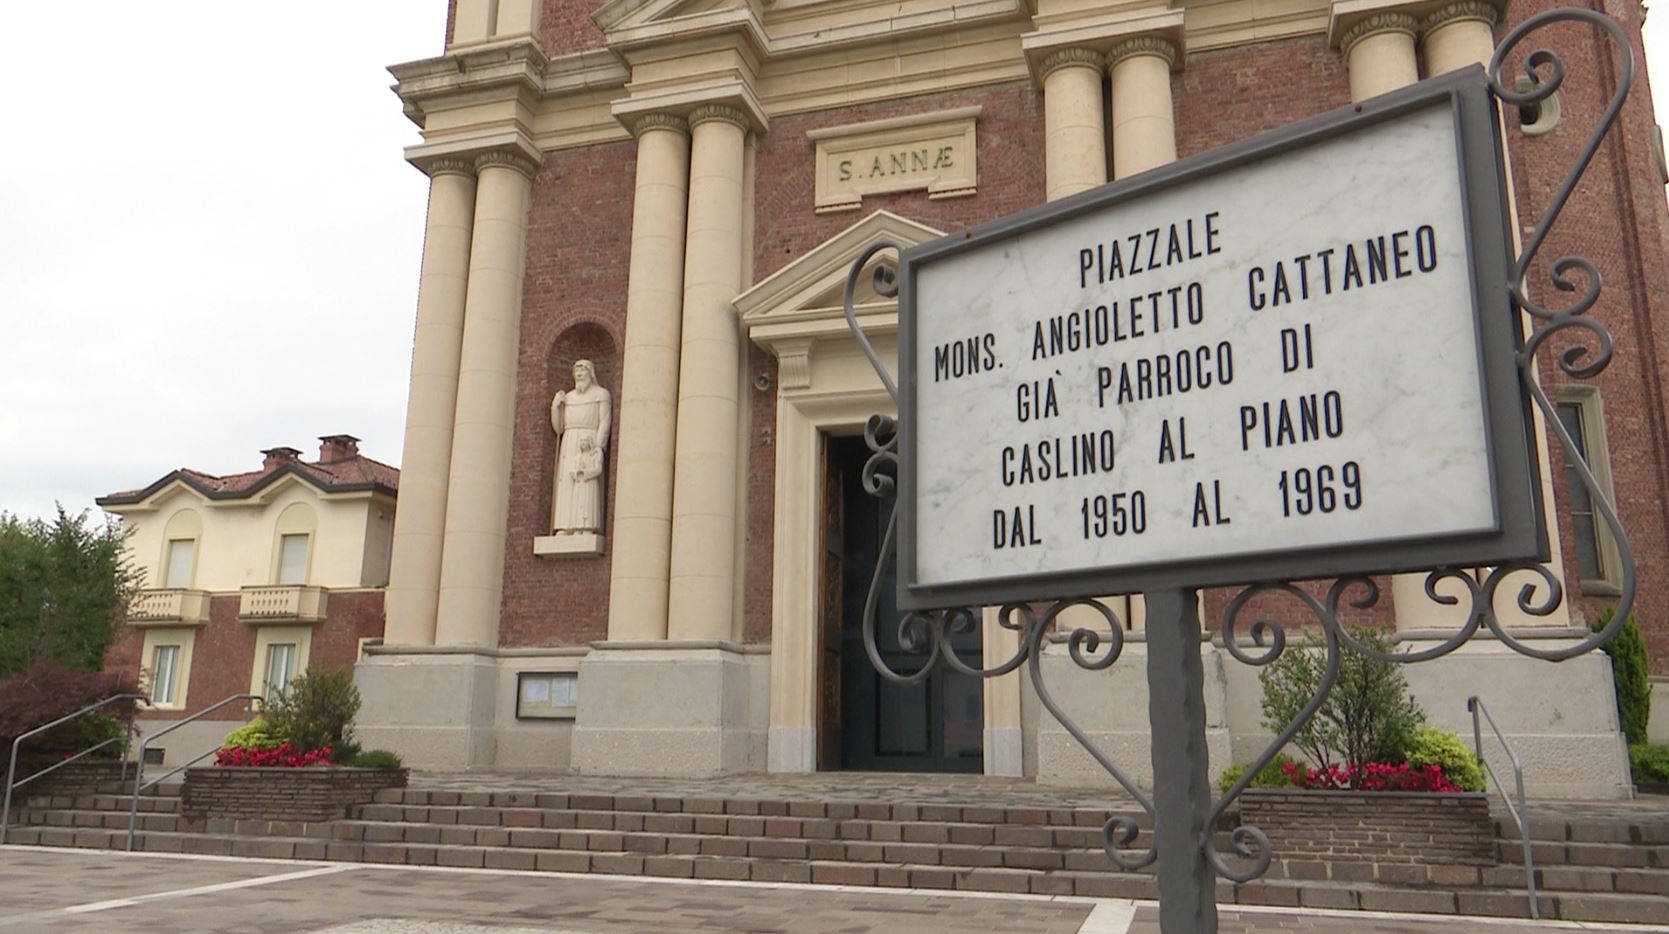 S. ANNÆ
PIAZZALE
MONS. ANGIOLETTO CATTANEO
GIÀ PARROCO DI
CASLINO AL PIANO
DAL 1950 AL 1969